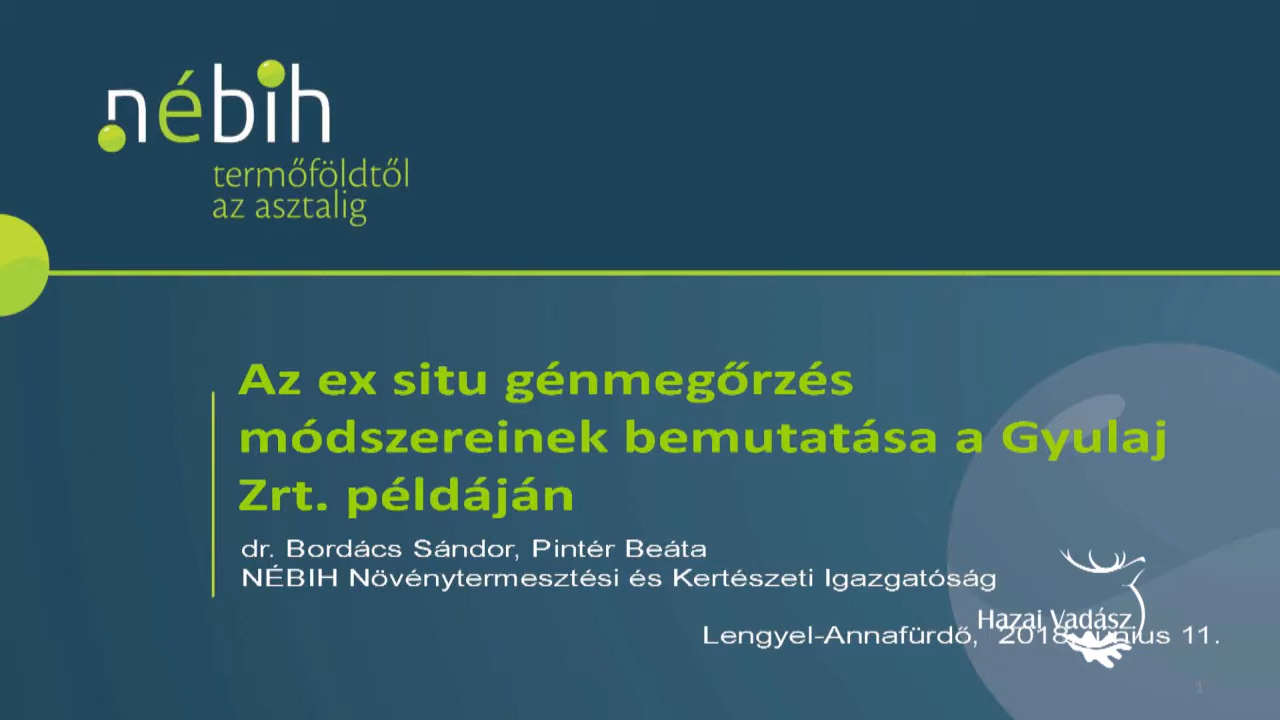 nébih
termőföldtől
az asztalig
Az ex situ génmegőrzés
módszereinek bemutatása a Gyulaj
Zrt. példáján
dr. Bordács Sándor, Pintér Beáta
NÉBIH Növénytermesztési és Kertészeti Igazgatóság
Hazai Vadász
Lengyel-Annafürdő, 2018. június 11.
1